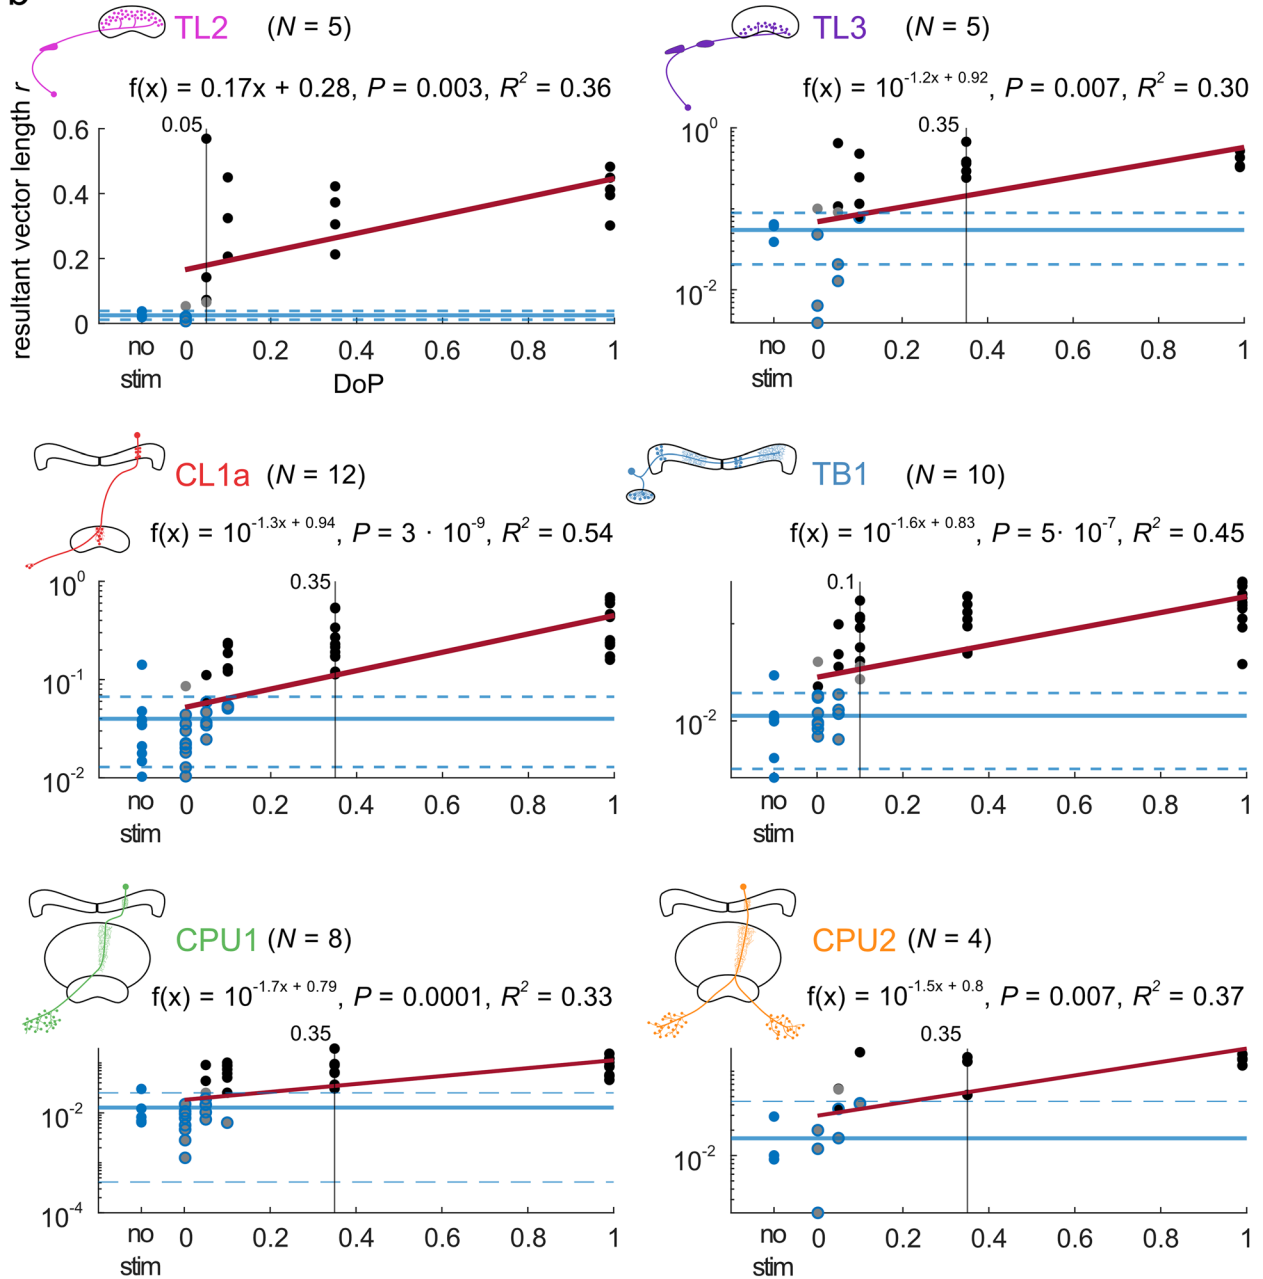 b
TL2 (N = 5)
f(x) = 0.17x + 0.28, P = 0.003, R² = 0.36
resultant vector length r
0.05
0.6
0.4
0.2
0
no stim 0 0.2 0.4 0.6 0.8 1
DoP
TL3 (N = 5)
f(x) = 10^-1.2x + 0.92, P = 0.007, R² = 0.30
0.35
10^0
10^-2
no stim 0 0.2 0.4 0.6 0.8 1
CL1a (N = 12)
f(x) = 10^-1.3x + 0.94, P = 3 · 10^-9, R² = 0.54
0.35
10^0
10^-1
10^-2
no stim 0 0.2 0.4 0.6 0.8 1
TB1 (N = 10)
f(x) = 10^-1.6x + 0.83, P = 5· 10^-7, R² = 0.45
0.1
10^-2
no stim 0 0.2 0.4 0.6 0.8 1
CPU1 (N = 8)
f(x) = 10^-1.7x + 0.79, P = 0.0001, R² = 0.33
0.35
10^-2
10^-4
no stim 0 0.2 0.4 0.6 0.8 1
CPU2 (N = 4)
f(x) = 10^-1.5x + 0.8, P = 0.007, R² = 0.37
0.35
10^-2
no stim 0 0.2 0.4 0.6 0.8 1